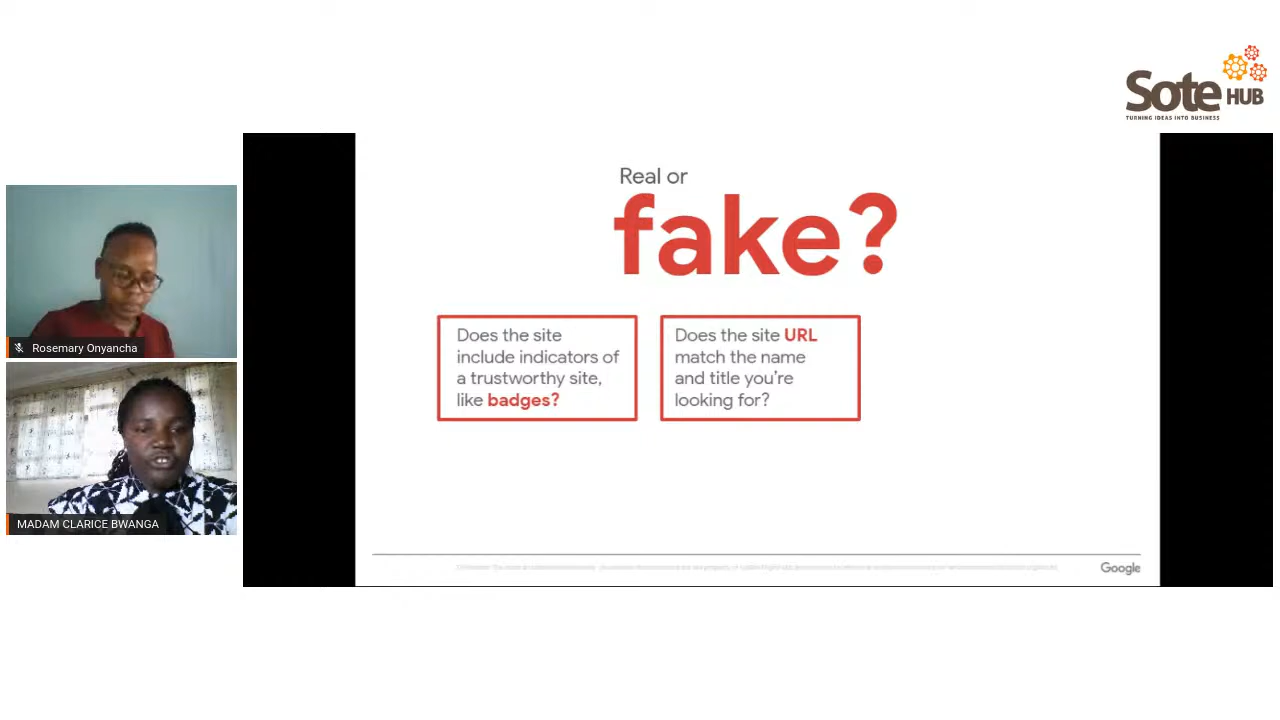 Sote HUB
TURNING IDEAS INTO BUSINESS
Real or
fake?
Does the site
include indicators of
a trustworthy site,
like badges?
Does the site URL
match the name
and title you're
looking for?
Google
Rosemary Onyancha
MADAM CLARICE BWANGA